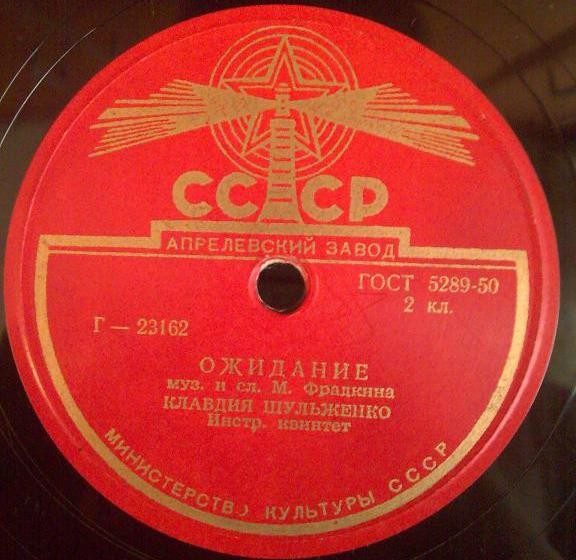 СССР
АПРЕЛЕВСКИЙ ЗАВОД
ГОСТ 5289-50
2 кл.
Г — 23162
ОЖИДАНИЕ
муз. и сл. М. Фрадкина
КЛАВДИЯ ШУЛЬЖЕНКО
Инстр. квинтет
МИНИСТЕРСТВО КУЛЬТУРЫ СССР